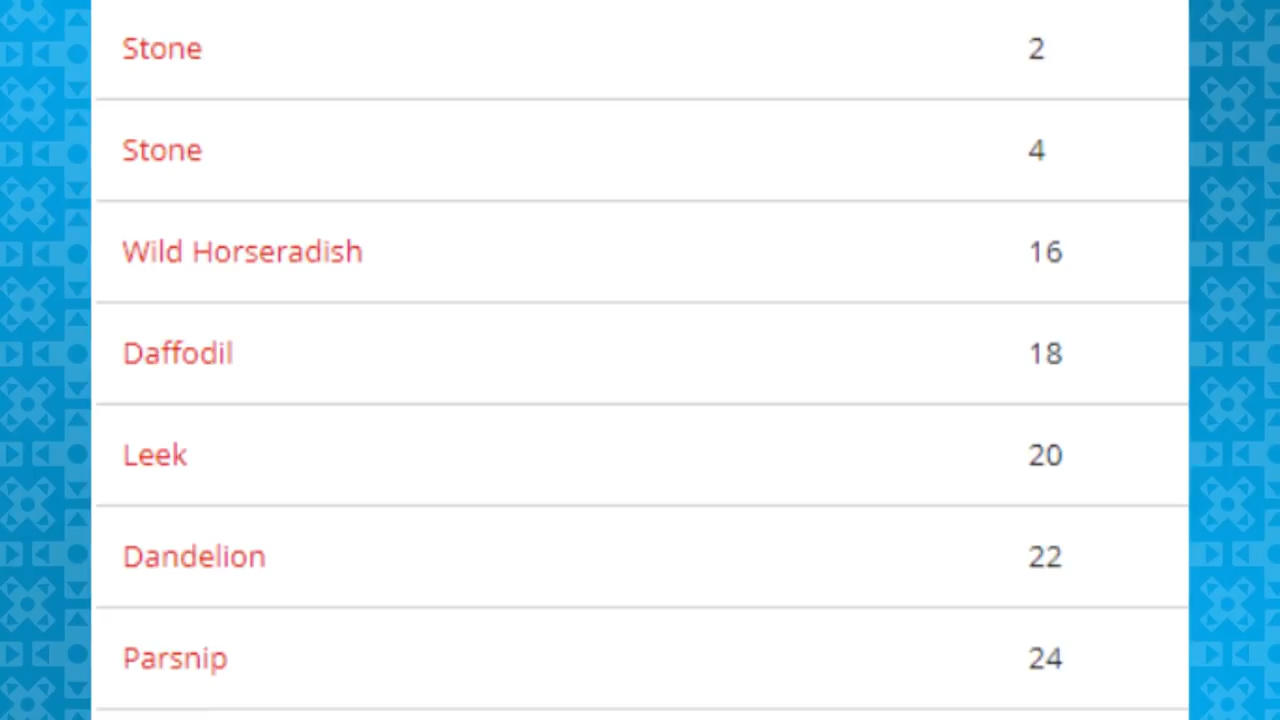 Stone 2
Stone 4
Wild Horseradish 16
Daffodil 18
Leek 20
Dandelion 22
Parsnip 24